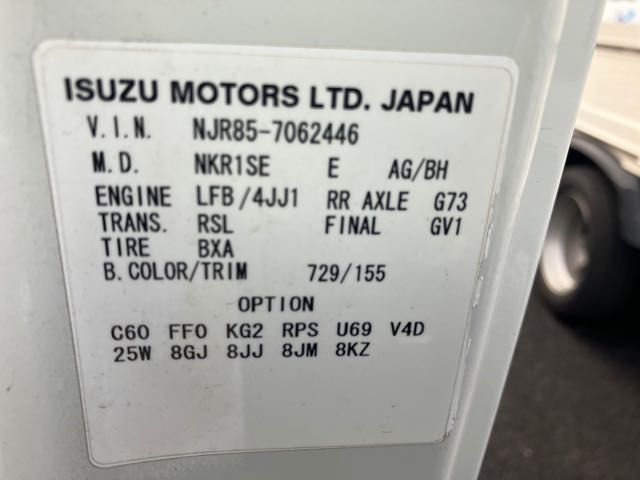 ISUZU MOTORS LTD. JAPAN
V.I.N. NJR85-7062446
M.D. NKR1SE E AG/BH
ENGINE LFB/4JJ1 RR AXLE G73
TRANS. RSL FINAL GV1
TIRE BXA
B.COLOR/TRIM 729/155
OPTION
C60 FF0 KG2 RPS U69 V4D
25W 8GJ 8JJ 8JM 8KZ